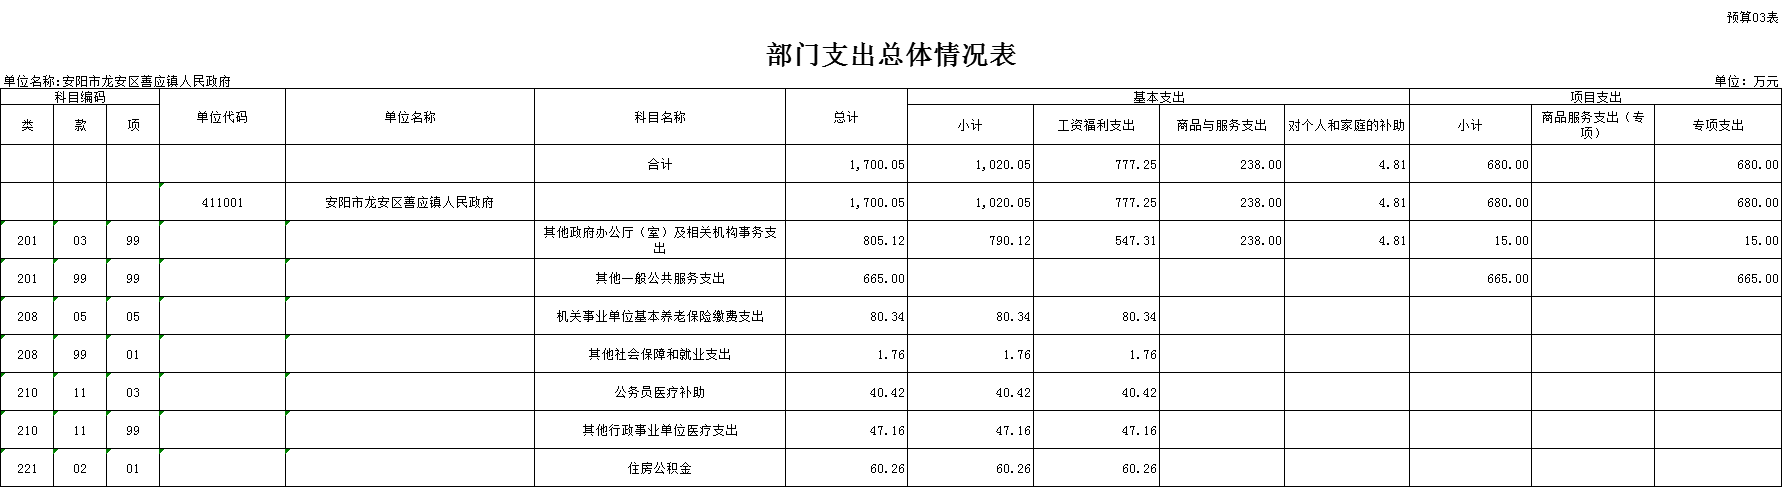 预算03表
部门支出总体情况表
单位名称:安阳市龙安区善应镇人民政府 单位：万元
科目编码 单位代码 单位名称 科目名称 总计 基本支出 项目支出
类 款 项 小计 工资福利支出 商品与服务支出 对个人和家庭的补助 小计 商品服务支出（专项） 专项支出
合计 1,700.05 1,020.05 777.25 238.00 4.81 680.00 680.00
411001 安阳市龙安区善应镇人民政府 1,700.05 1,020.05 777.25 238.00 4.81 680.00 680.00
201 03 99 其他政府办公厅（室）及相关机构事务支出 805.12 790.12 547.31 238.00 4.81 15.00 15.00
201 99 99 其他一般公共服务支出 665.00 665.00 665.00
208 05 05 机关事业单位基本养老保险缴费支出 80.34 80.34 80.34
208 99 01 其他社会保障和就业支出 1.76 1.76 1.76
210 11 03 公务员医疗补助 40.42 40.42 40.42
210 11 99 其他行政事业单位医疗支出 47.16 47.16 47.16
221 02 01 住房公积金 60.26 60.26 60.26